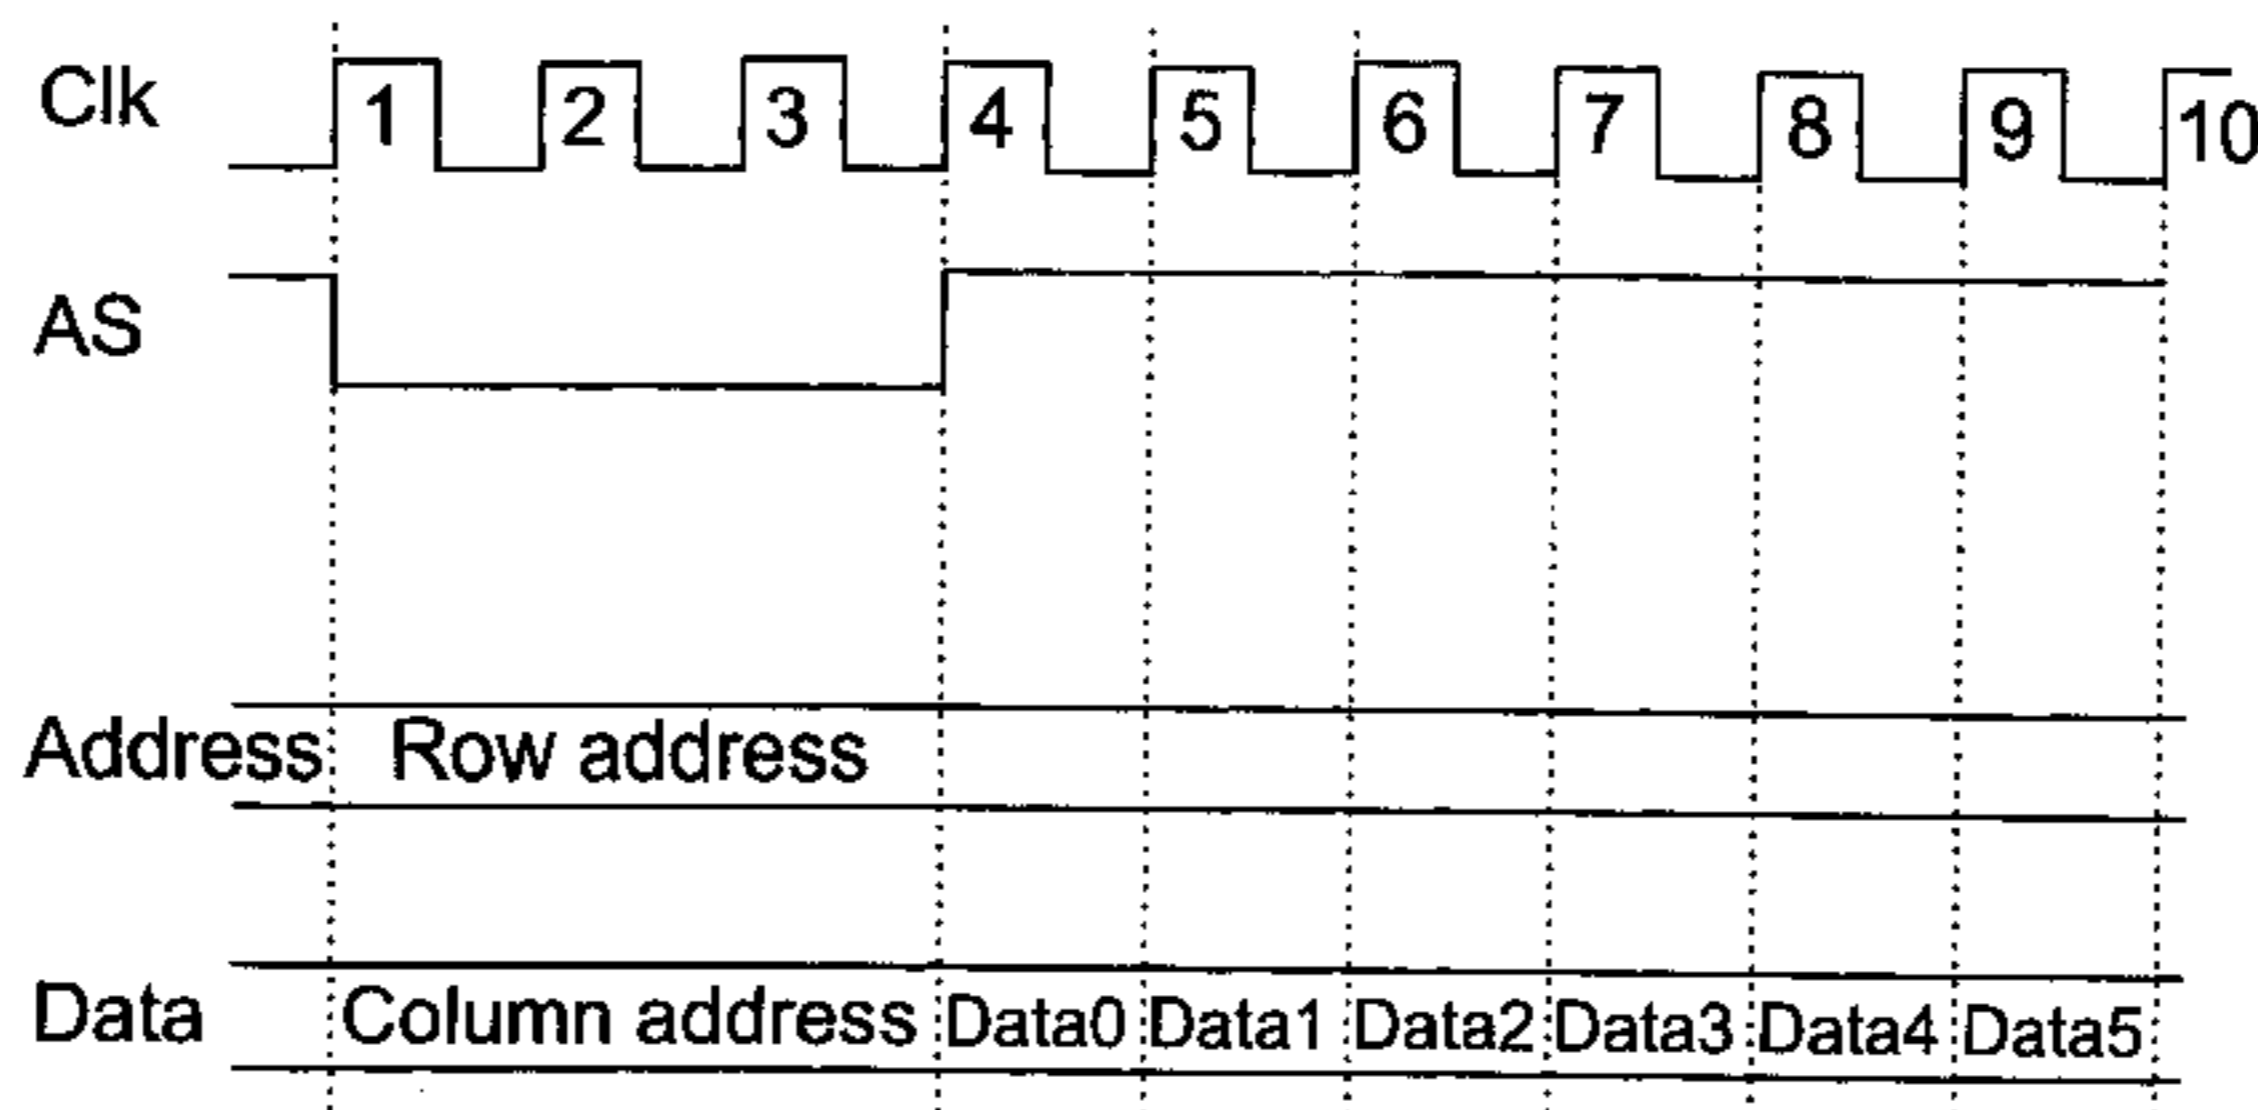 Clk 1 2 3 4 5 6 7 8 9 10
AS
Address Row address
Data Column address Data0 Data1 Data2 Data3 Data4 Data5